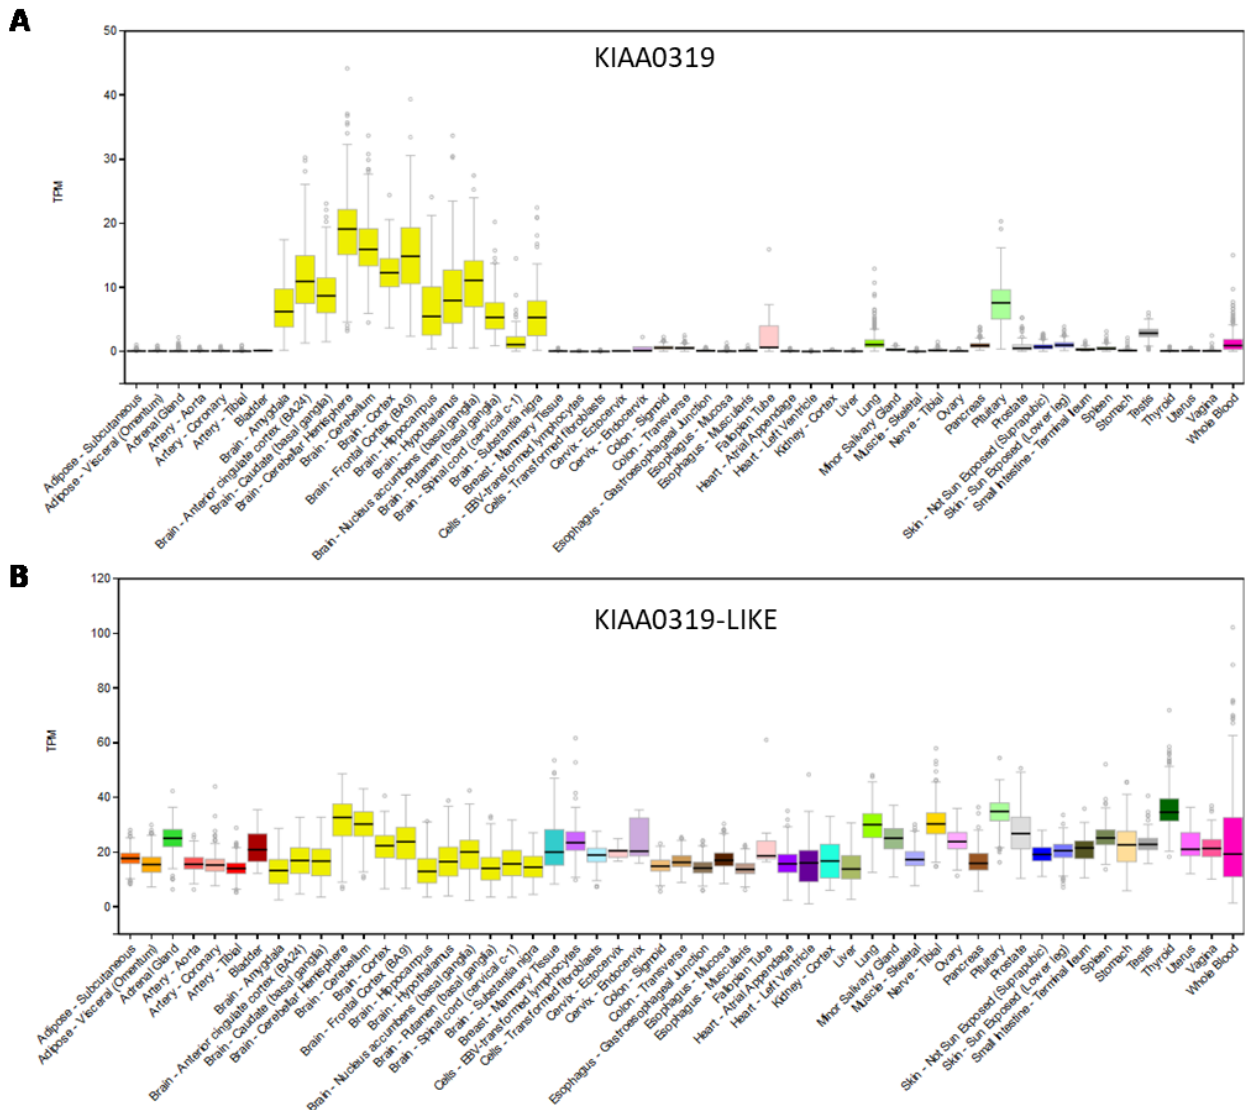 A
KIAA0319
50
40
30
20
10
0
TPM
Adipose - Subcutaneous
Adipose - Visceral (Omentum)
Adrenal Gland
Artery - Aorta
Artery - Coronary
Artery - Tibial
Bladder
Brain - Amygdala
Brain - Anterior cingulate cortex (BA24)
Brain - Caudate (basal ganglia)
Brain - Cerebellar Hemisphere
Brain - Cerebellum
Brain - Cortex
Brain - Frontal Cortex (BA9)
Brain - Hippocampus
Brain - Hypothalamus
Brain - Nucleus accumbens (basal ganglia)
Brain - Putamen (basal ganglia)
Brain - Spinal cord (cervical c-1)
Brain - Substantia nigra
Breast - Mammary Tissue
Cells - EBV-transformed lymphocytes
Cells - Transformed fibroblasts
Cervix - Ectocervix
Cervix - Endocervix
Colon - Sigmoid
Colon - Transverse
Esophagus - Gastroesophageal Junction
Esophagus - Mucosa
Esophagus - Muscularis
Fallopian Tube
Heart - Atrial Appendage
Heart - Left Ventricle
Kidney - Cortex
Liver
Lung
Minor Salivary Gland
Muscle - Skeletal
Nerve - Tibial
Ovary
Pancreas
Pituitary
Prostate
Skin - Not Sun Exposed (Suprapubic)
Skin - Sun Exposed (Lower leg)
Small Intestine - Terminal Ileum
Spleen
Stomach
Testis
Thyroid
Uterus
Vagina
Whole Blood
B
KIAA0319-LIKE
120
100
80
60
40
20
0
TPM
Adipose - Subcutaneous
Adipose - Visceral (Omentum)
Adrenal Gland
Artery - Aorta
Artery - Coronary
Artery - Tibial
Bladder
Brain - Amygdala
Brain - Anterior cingulate cortex (BA24)
Brain - Caudate (basal ganglia)
Brain - Cerebellar Hemisphere
Brain - Cerebellum
Brain - Cortex
Brain - Frontal Cortex (BA9)
Brain - Hippocampus
Brain - Hypothalamus
Brain - Nucleus accumbens (basal ganglia)
Brain - Putamen (basal ganglia)
Brain - Spinal cord (cervical c-1)
Brain - Substantia nigra
Breast - Mammary Tissue
Cells - EBV-transformed lymphocytes
Cells - Transformed fibroblasts
Cervix - Ectocervix
Cervix - Endocervix
Colon - Sigmoid
Colon - Transverse
Esophagus - Gastroesophageal Junction
Esophagus - Mucosa
Esophagus - Muscularis
Fallopian Tube
Heart - Atrial Appendage
Heart - Left Ventricle
Kidney - Cortex
Liver
Lung
Minor Salivary Gland
Muscle - Skeletal
Nerve - Tibial
Ovary
Pancreas
Pituitary
Prostate
Skin - Not Sun Exposed (Suprapubic)
Skin - Sun Exposed (Lower leg)
Small Intestine - Terminal Ileum
Spleen
Stomach
Testis
Thyroid
Uterus
Vagina
Whole Blood